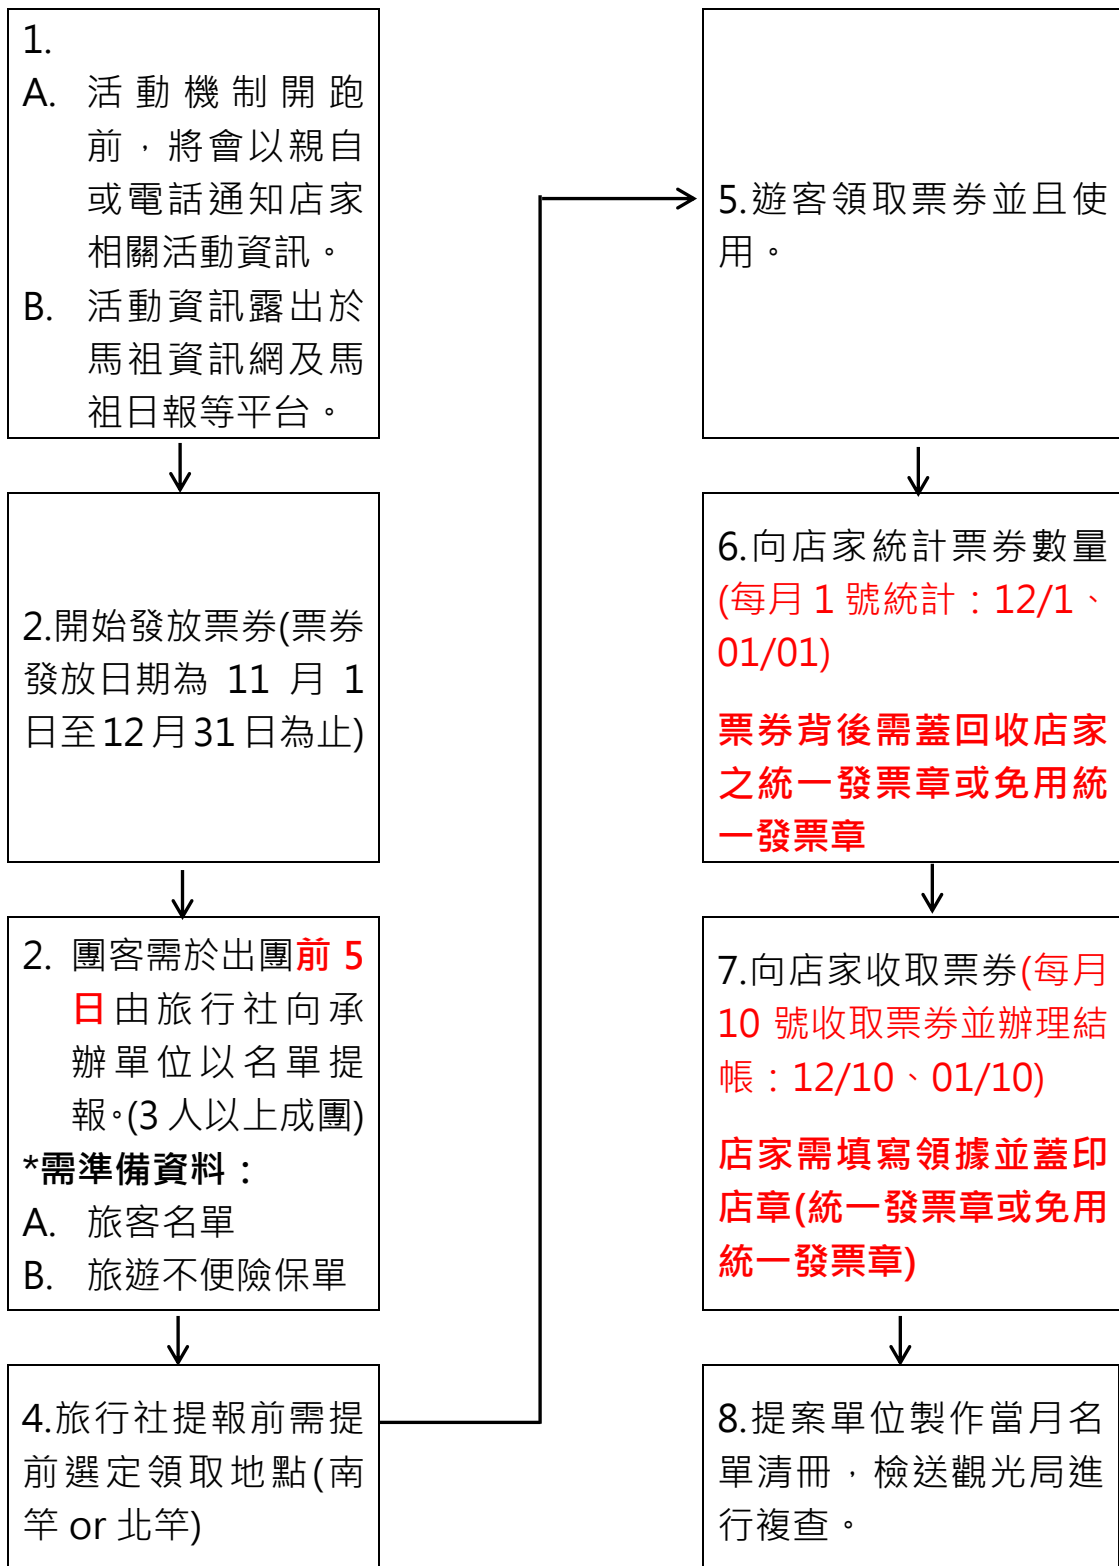 1.
A. 活動機制開跑
前，將會以親自
或電話通知店家
相關活動資訊。
B. 活動資訊露出於
馬祖資訊網及馬
祖日報等平台。
2.開始發放票券(票券
發放日期為 11 月 1
日至12月31日為止)
2. 團客需於出團前 5
日由旅行社向承
辦單位以名單提
報。(3 人以上成團)
*需準備資料：
A. 旅客名單
B. 旅遊不便險保單
4.旅行社提報前需提
前選定領取地點(南
竿 or 北竿)
5.遊客領取票券並且使
用。
6.向店家統計票券數量
(每月 1 號統計：12/1、
01/01)
票券背後需蓋回收店家
之統一發票章或免用統
一發票章
7.向店家收取票券(每月
10 號收取票券並辦理結
帳：12/10、01/10)
店家需填寫領據並蓋印
店章(統一發票章或免用
統一發票章)
8.提案單位製作當月名
單清冊，檢送觀光局進
行複查。